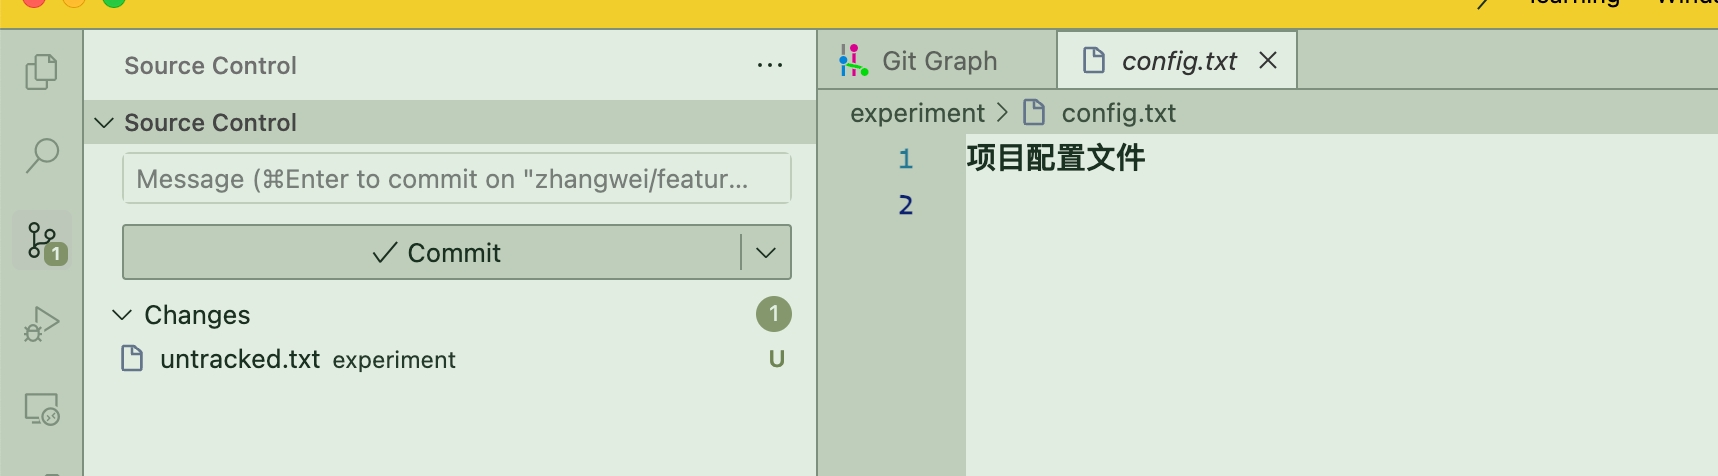 learning
Source Control
Source Control
Message (⌘Enter to commit on "zhangwei/featur...
Commit
Changes 1
untracked.txt experiment U
1
Git Graph
config.txt
experiment > config.txt
1 项目配置文件
2